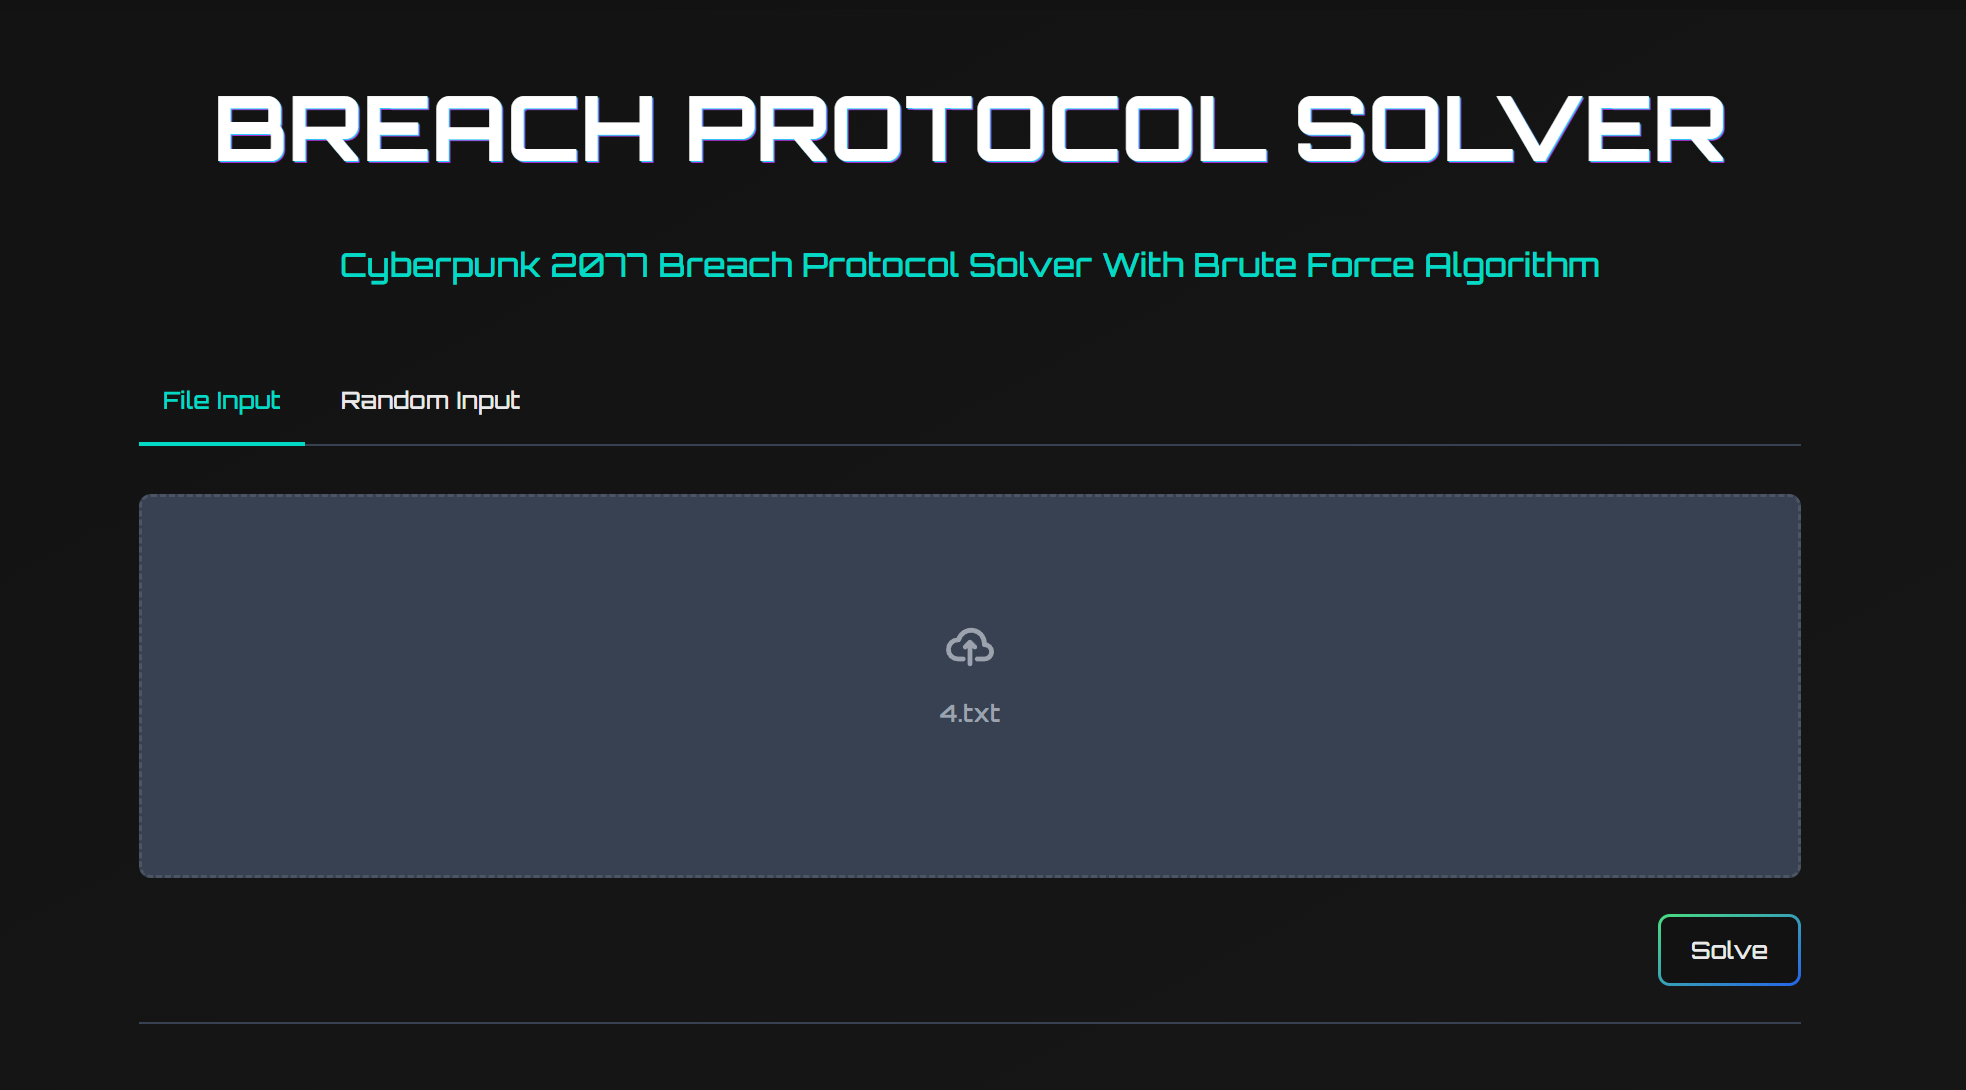 BREACH PROTOCOL SOLVER
Cyberpunk 2077 Breach Protocol Solver With Brute Force Algorithm
File Input
Random Input
4.txt
Solve